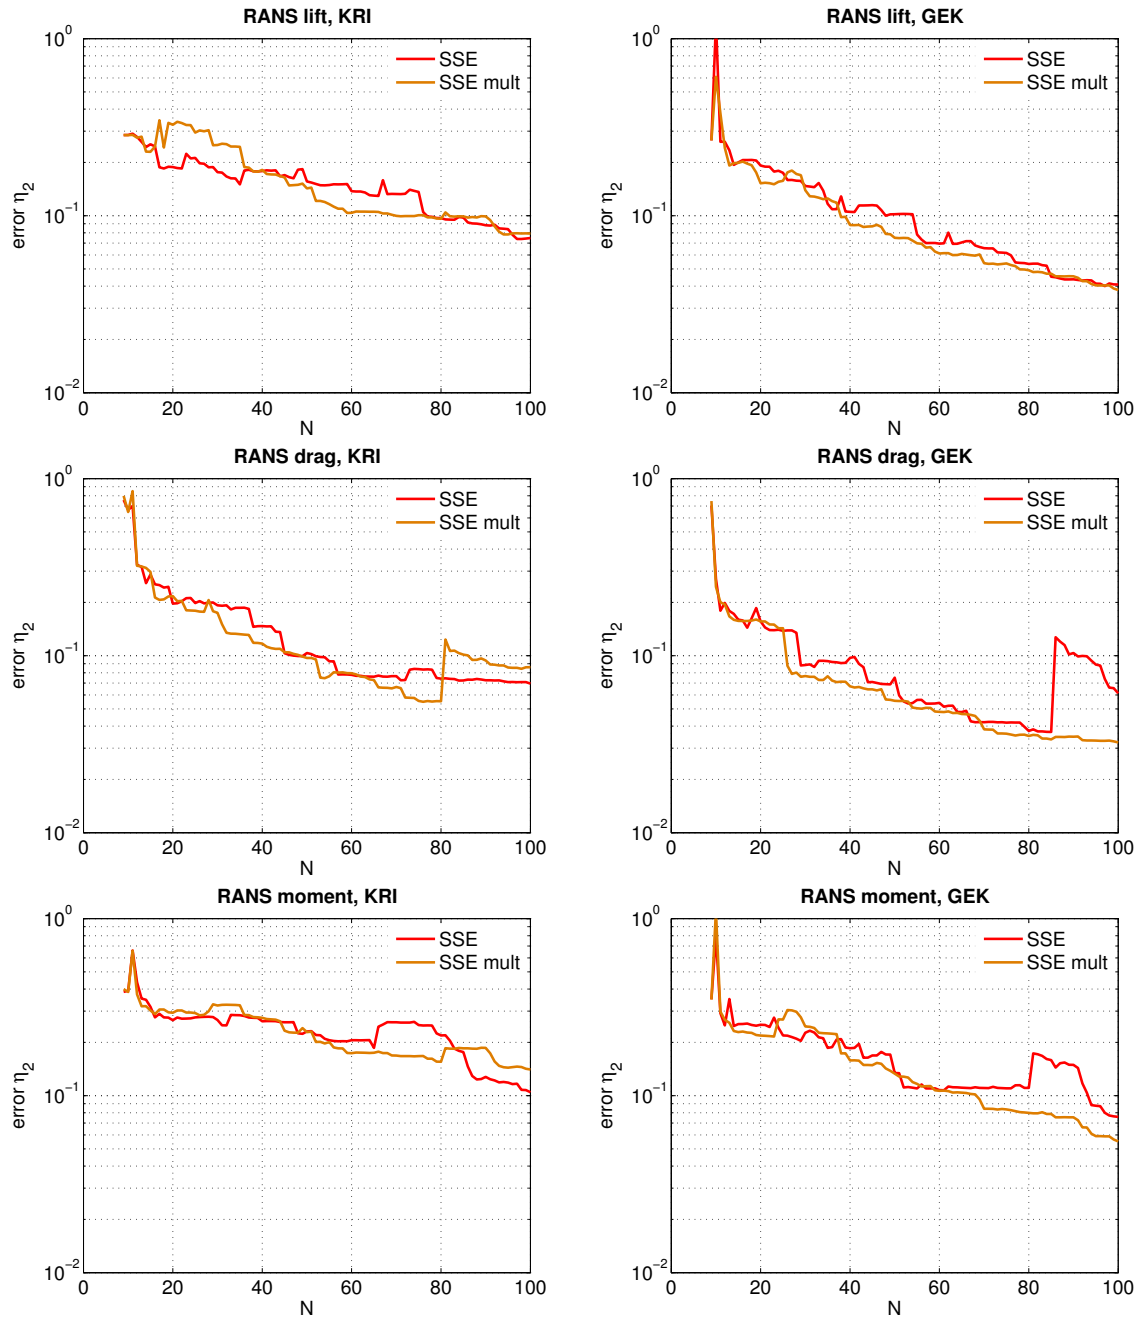 RANS lift, KRI
10^0
10^-1
10^-2
error η_2
SSE
SSE mult
0 20 40 60 80 100
N
RANS lift, GEK
10^0
10^-1
10^-2
error η_2
SSE
SSE mult
0 20 40 60 80 100
N
RANS drag, KRI
10^0
10^-1
10^-2
error η_2
SSE
SSE mult
0 20 40 60 80 100
N
RANS drag, GEK
10^0
10^-1
10^-2
error η_2
SSE
SSE mult
0 20 40 60 80 100
N
RANS moment, KRI
10^0
10^-1
10^-2
error η_2
SSE
SSE mult
0 20 40 60 80 100
N
RANS moment, GEK
10^0
10^-1
10^-2
error η_2
SSE
SSE mult
0 20 40 60 80 100
N